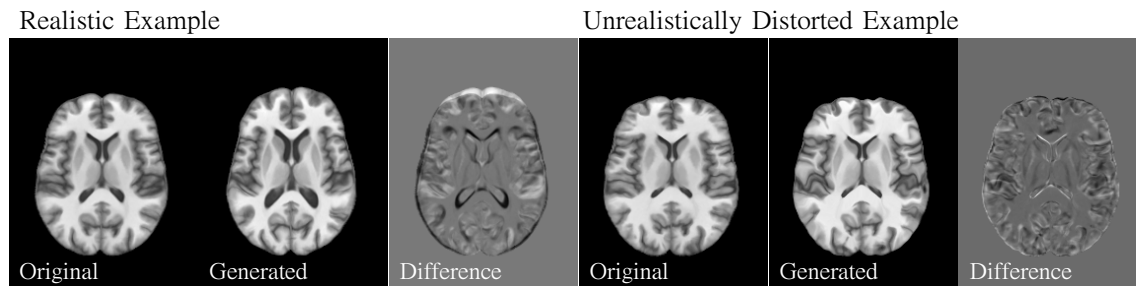 Realistic Example
Unrealistically Distorted Example
Original
Generated
Difference
Original
Generated
Difference